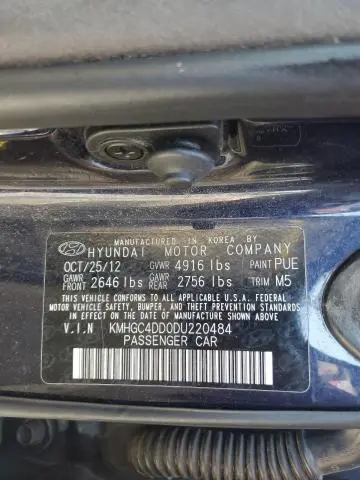 MANUFACTURED IN KOREA BY
HYUNDAI MOTOR COMPANY
OCT/25/12 GVWR 4916 lbs PAINT PUE
GAWR FRONT 2646 lbs GAWR REAR 2756 lbs TRIM M5
THIS VEHICLE CONFORMS TO ALL APPLICABLE
U.S. FEDERAL MOTOR VEHICLE SAFETY, BUMPER,
AND THEFT PREVENTION STANDARDS
IN EFFECT ON THE DATE OF MANUFACTURE SHOWN ABOVE.
V.I.N KMHGC4DD0DU220484
PASSENGER CAR